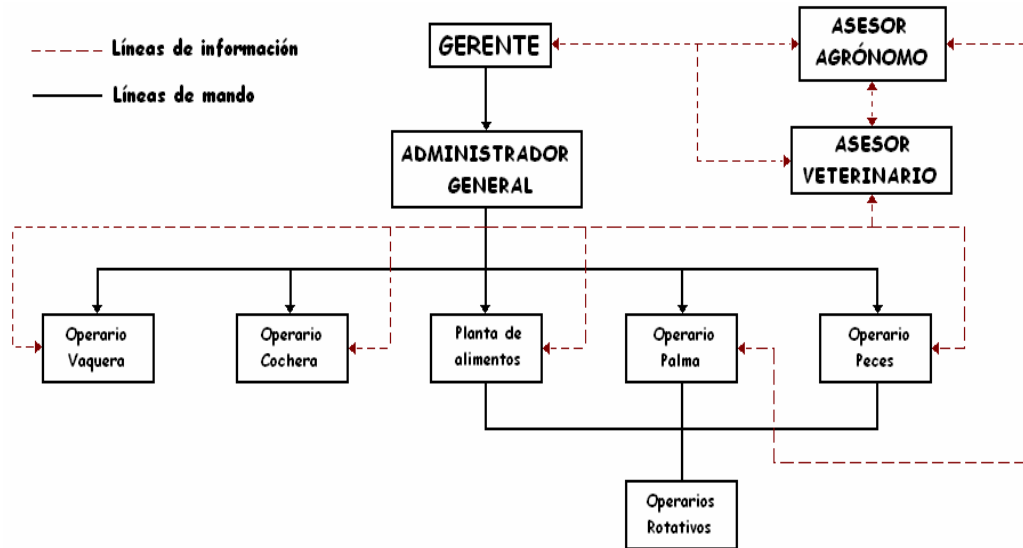 Líneas de información
Líneas de mando
GERENTE
ASESOR
AGRÓNOMO
ASESOR
VETERINARIO
ADMINISTRADOR
GENERAL
Operario
Vaquera
Operario
Cochera
Planta de
alimentos
Operario
Palma
Operario
Peces
Operarios
Rotativos